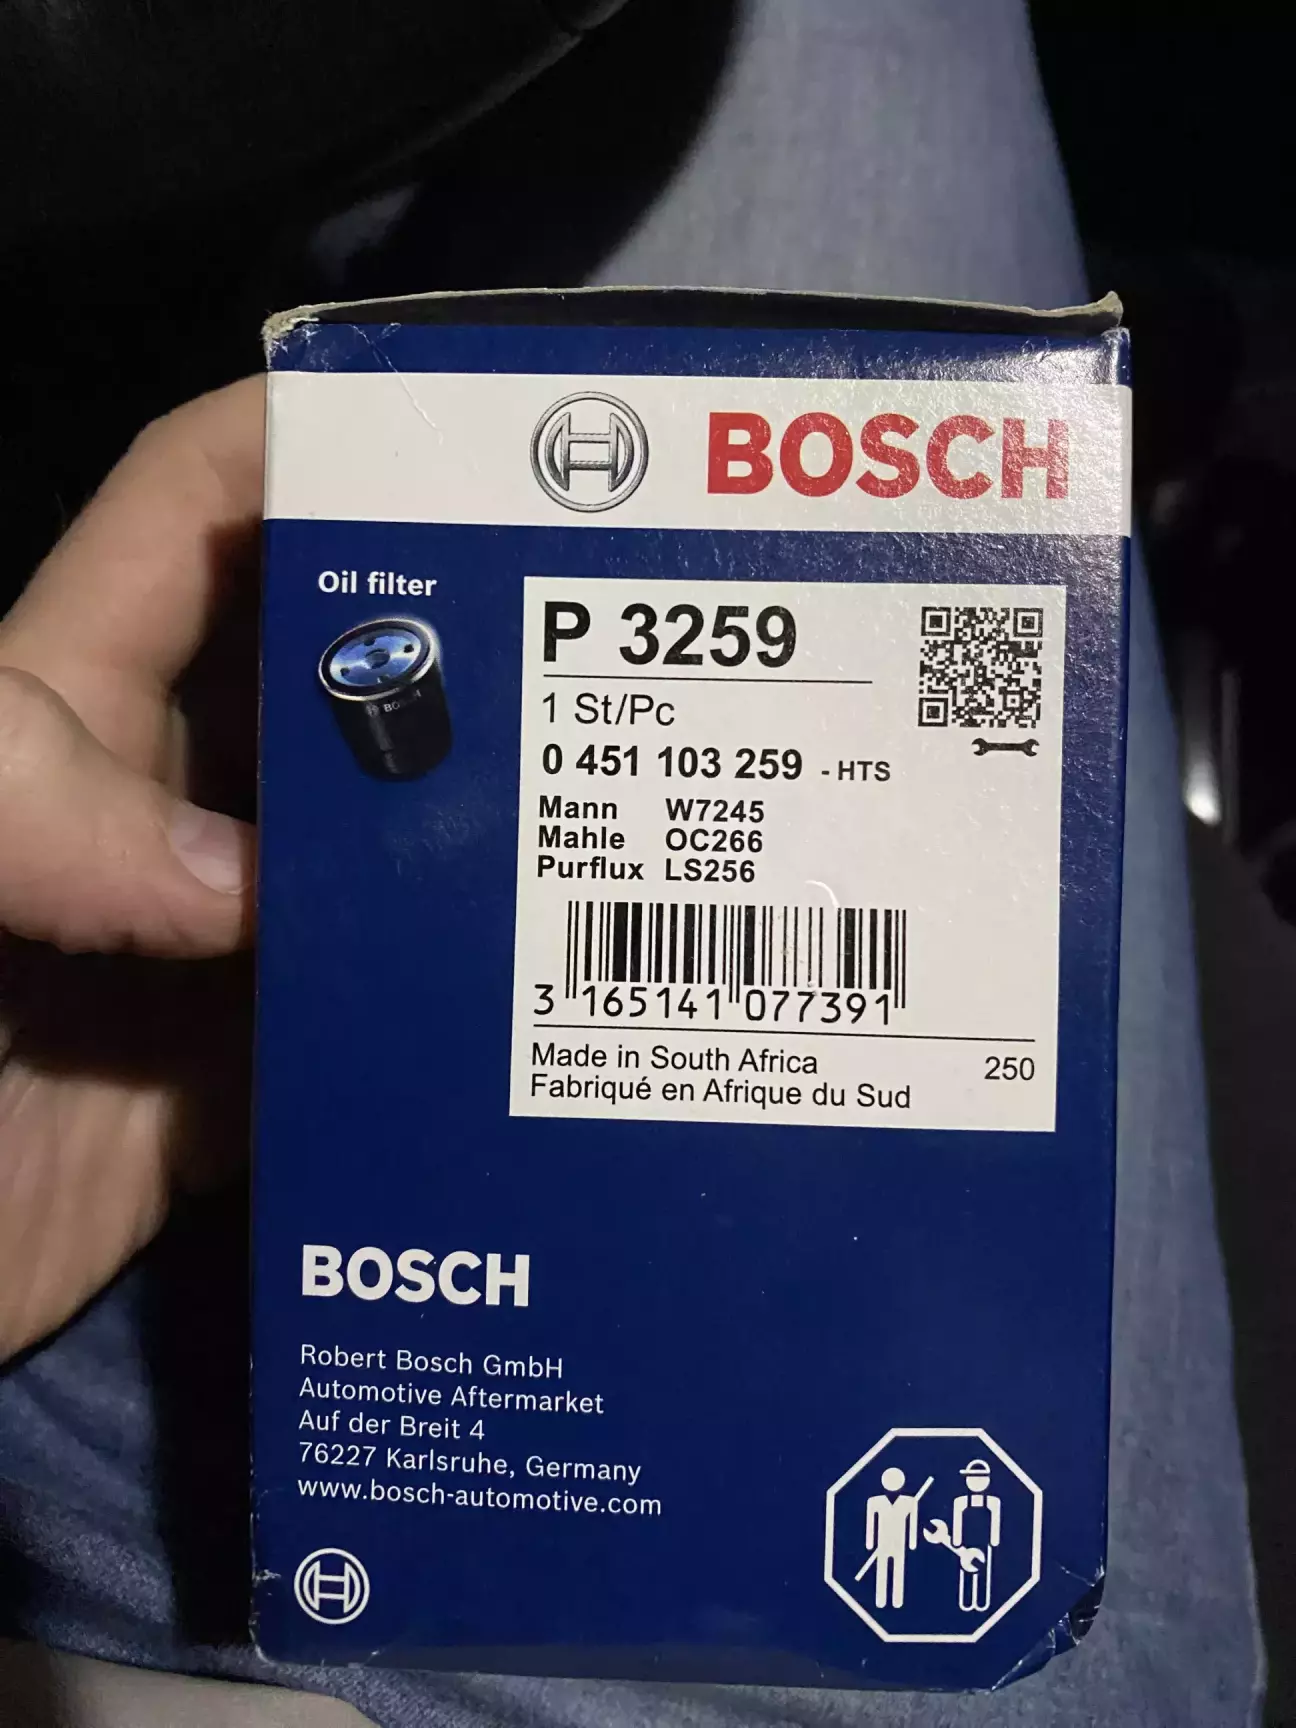 BOSCH
Oil filter
BOSCH
P 3259
1 St/Pc
0 451 103 259 - HTS
Mann W7245
Mahle OC266
Purflux LS256
3 165141 077391
Made in South Africa 250
Fabriqué en Afrique du Sud
BOSCH
Robert Bosch GmbH
Automotive Aftermarket
Auf der Breit 4
76227 Karlsruhe, Germany
www.bosch-automotive.com